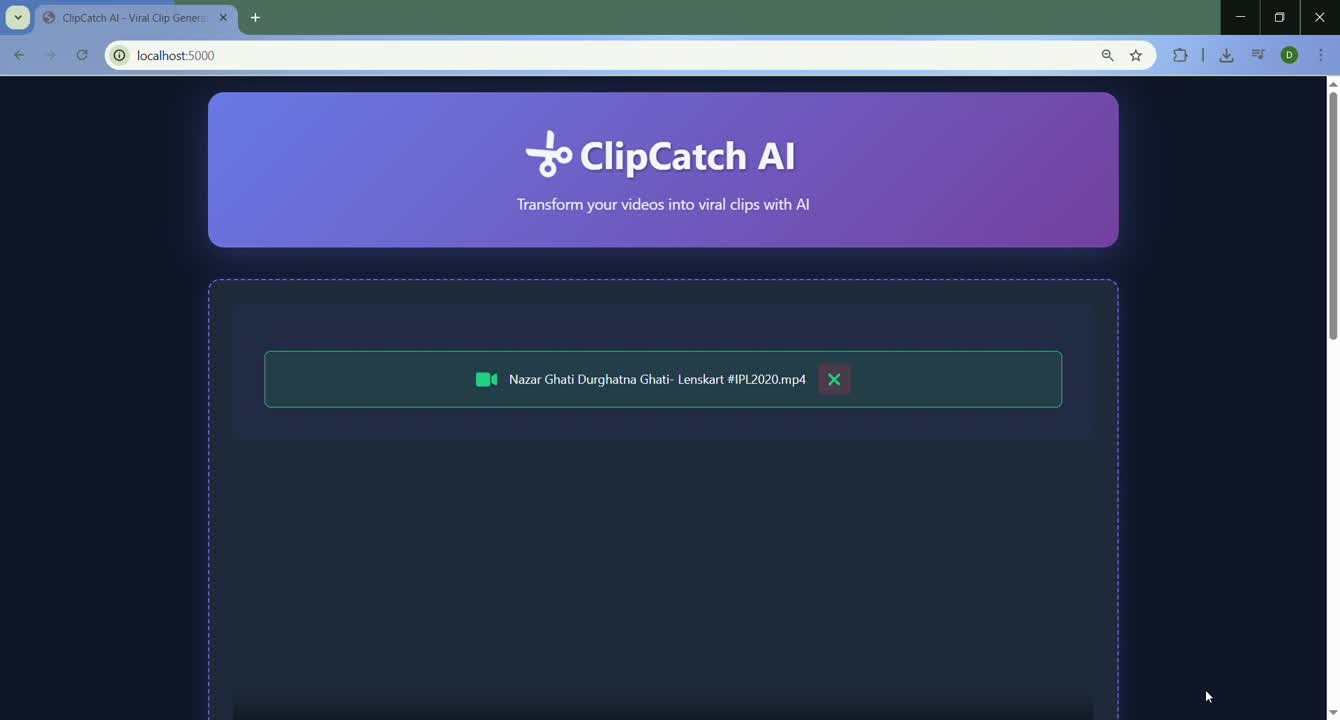 ClipCatch AI - Viral Clip Genera
localhost:5000
D
ClipCatch AI
Transform your videos into viral clips with AI
Nazar Ghati Durghatna Ghati- Lenskart #IPL2020.mp4